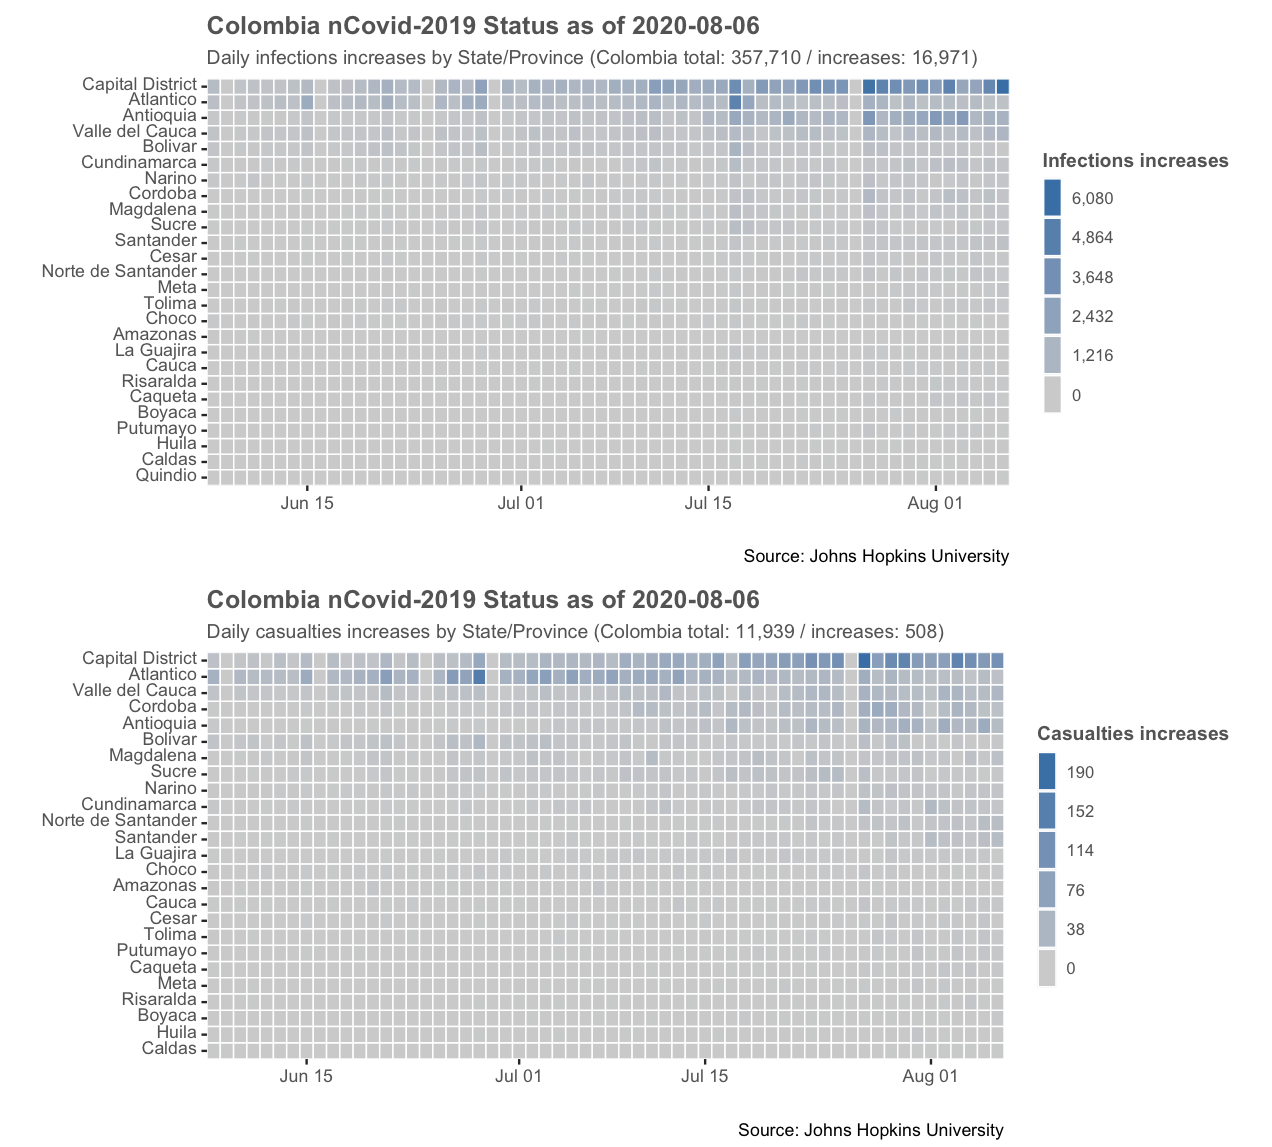 Colombia nCovid-2019 Status as of 2020-08-06
Daily infections increases by State/Province (Colombia total: 357,710 / increases: 16,971)
Capital District
Atlantico
Antioquia
Valle del Cauca
Bolivar
Cundinamarca
Narino
Cordoba
Magdalena
Sucre
Santander
Cesar
Norte de Santander
Meta
Tolima
Choco
Amazonas
La Guajira
Cauca
Risaralda
Caqueta
Boyaca
Putumayo
Huila
Caldas
Quindio
Jun 15
Jul 01
Jul 15
Aug 01
Infections increases
6,080
4,864
3,648
2,432
1,216
0
Source: Johns Hopkins University
Colombia nCovid-2019 Status as of 2020-08-06
Daily casualties increases by State/Province (Colombia total: 11,939 / increases: 508)
Capital District
Atlantico
Valle del Cauca
Cordoba
Antioquia
Bolivar
Magdalena
Sucre
Narino
Cundinamarca
Norte de Santander
Santander
La Guajira
Choco
Amazonas
Cauca
Cesar
Tolima
Putumayo
Caqueta
Meta
Risaralda
Boyaca
Huila
Caldas
Jun 15
Jul 01
Jul 15
Aug 01
Casualties increases
190
152
114
76
38
0
Source: Johns Hopkins University